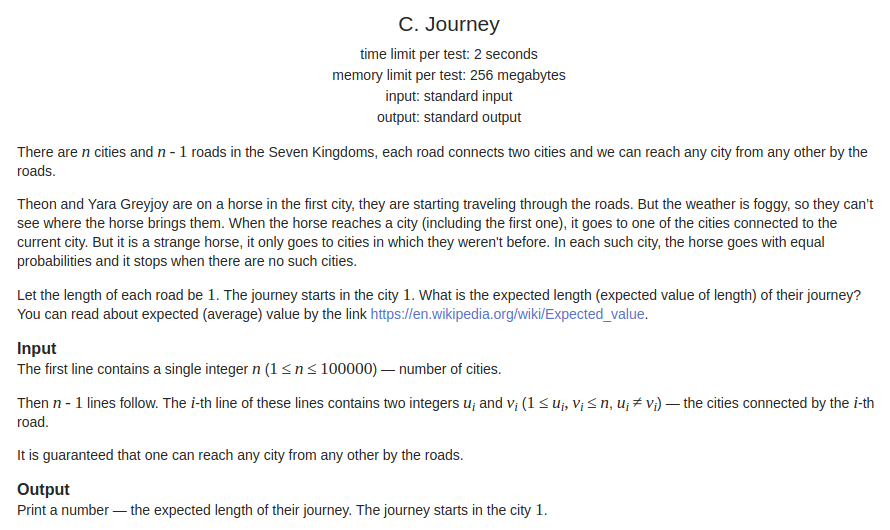 C. Journey
time limit per test: 2 seconds
memory limit per test: 256 megabytes
input: standard input
output: standard output
There are n cities and n - 1 roads in the Seven Kingdoms, each road connects two cities and we can reach any city from any other by the
roads.
Theon and Yara Greyjoy are on a horse in the first city, they are starting traveling through the roads. But the weather is foggy, so they can't
see where the horse brings them. When the horse reaches a city (including the first one), it goes to one of the cities connected to the
current city. But it is a strange horse, it only goes to cities in which they weren't before. In each such city, the horse goes with equal
probabilities and it stops when there are no such cities.
Let the length of each road be 1. The journey starts in the city 1. What is the expected length (expected value of length) of their journey?
You can read about expected (average) value by the link https://en.wikipedia.org/wiki/Expected_value.
Input
The first line contains a single integer n (1 ≤ n ≤ 100000) — number of cities.
Then n - 1 lines follow. The i-th line of these lines contains two integers uᵢ and vᵢ (1 ≤ uᵢ, vᵢ ≤ n, uᵢ ≠ vᵢ) — the cities connected by the i-th
road.
It is guaranteed that one can reach any city from any other by the roads.
Output
Print a number — the expected length of their journey. The journey starts in the city 1.